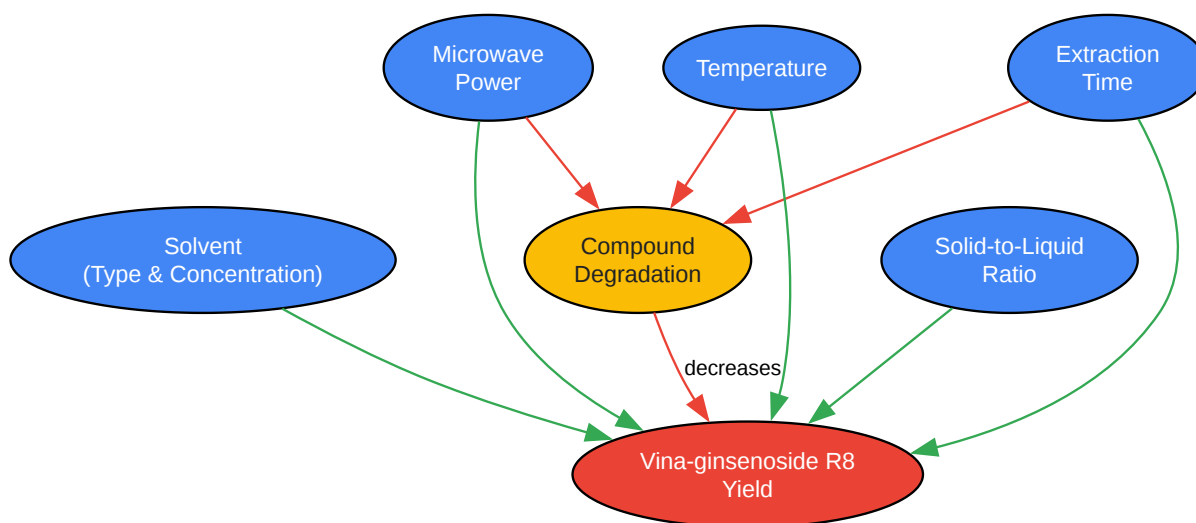 Microwave
Power
Temperature
Extraction
Time
Solvent
(Type & Concentration)
Compound
Degradation
Solid-to-Liquid
Ratio
decreases
Vina-ginsenoside R8
Yield